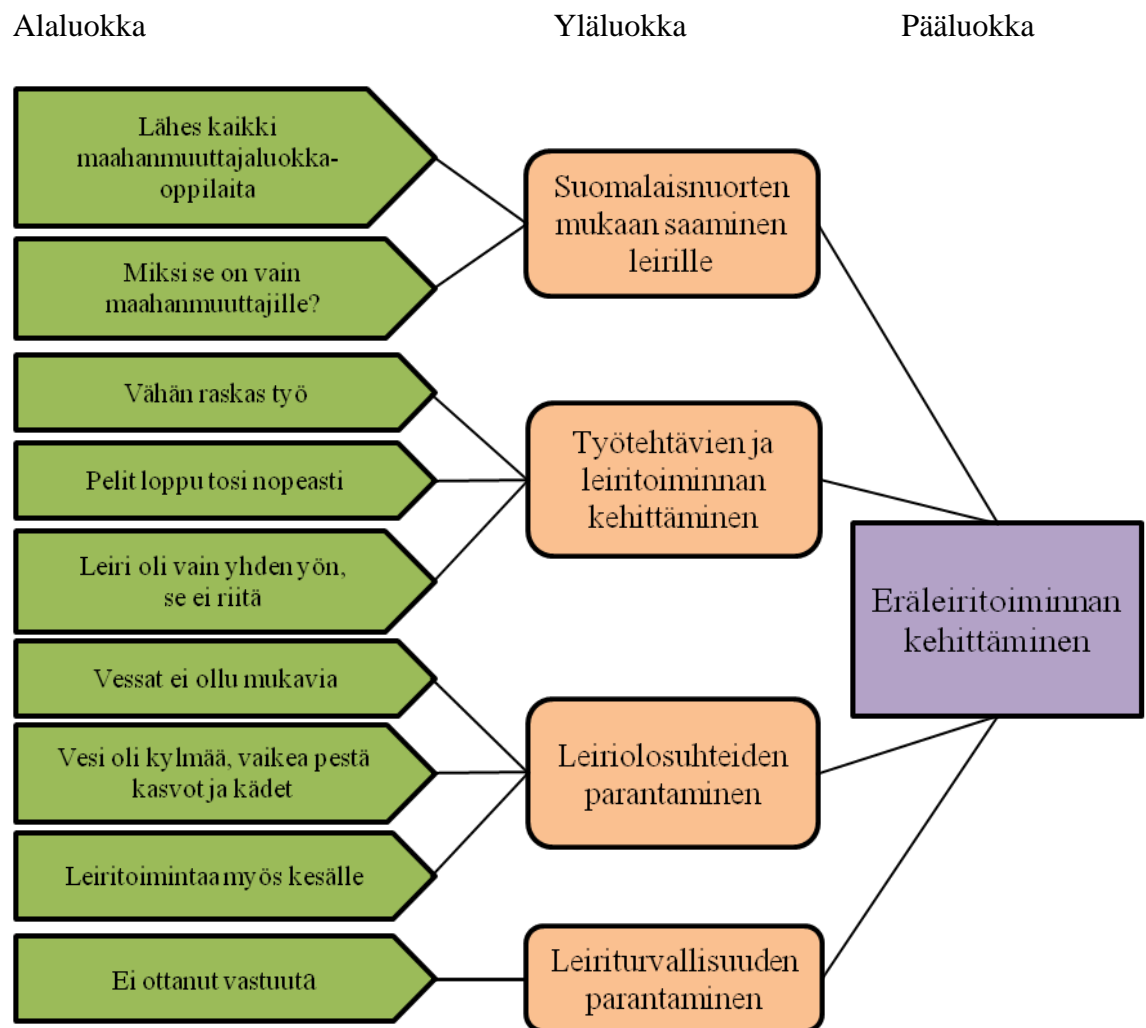 Alaluokka Yläluokka Pääluokka
Lähes kaikki
maahanmuuttajaluokka-
oppilaita
Miksi se on vain
maahanmuuttajille?
Suomalaisnuorten
mukaan saaminen
leirille
Vähän raskas työ
Pelit loppu tosi nopeasti
Leiri oli vain yhden yön,
se ei riitä
Työtehtävien ja
leiritoiminnan
kehittäminen
Vessat ei ollu mukavia
Vesi oli kylmää, vaikea pestä
kasvot ja kädet
Leiritoimintaa myös kesälle
Leiriolosuhteiden
parantaminen
Ei ottanut vastuuta
Leiriturvallisuuden
parantaminen
Eräleiritoiminnan
kehittäminen